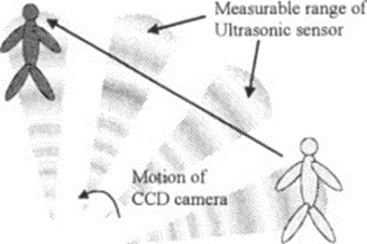 Measurable range of
Ultrasonic sensor
Motion of
CCD camera